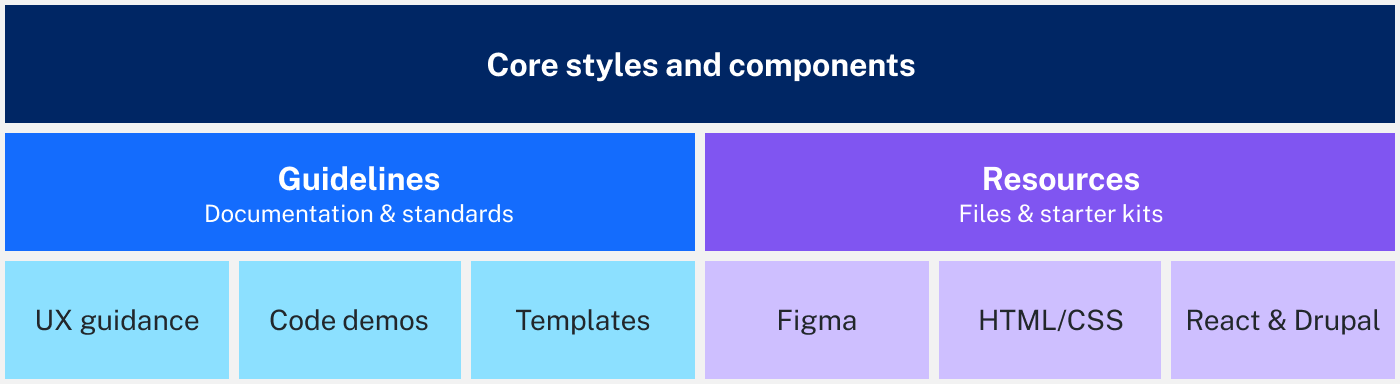 Core styles and components
Guidelines
Documentation & standards
Resources
Files & starter kits
UX guidance
Code demos
Templates
Figma
HTML/CSS
React & Drupal